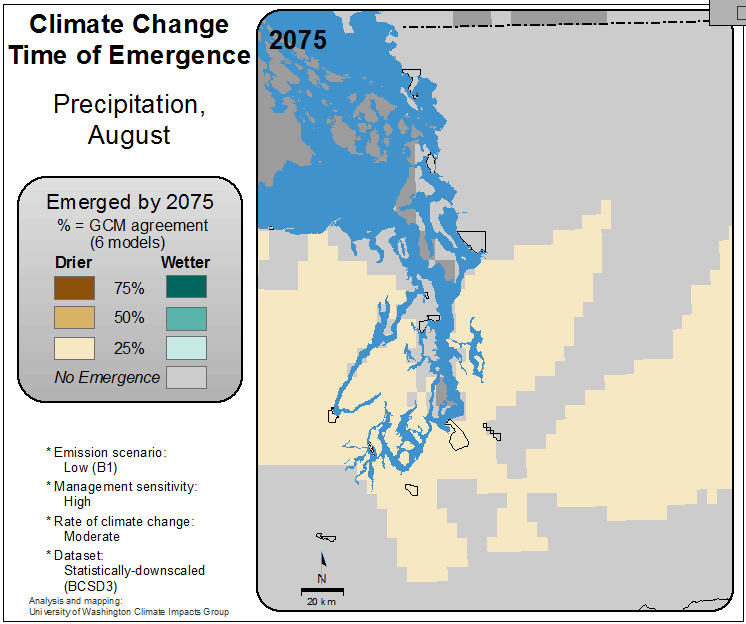 Climate Change
Time of Emergence
Precipitation,
August
Emerged by 2075
% = GCM agreement
(6 models)
Drier Wetter
75%
50%
25%
No Emergence
* Emission scenario:
Low (B1)
* Management sensitivity:
High
* Rate of climate change:
Moderate
* Dataset:
Statistically-downscaled
(BCSD3)
Analysis and mapping:
University of Washington Climate Impacts Group
2075
N
20 km